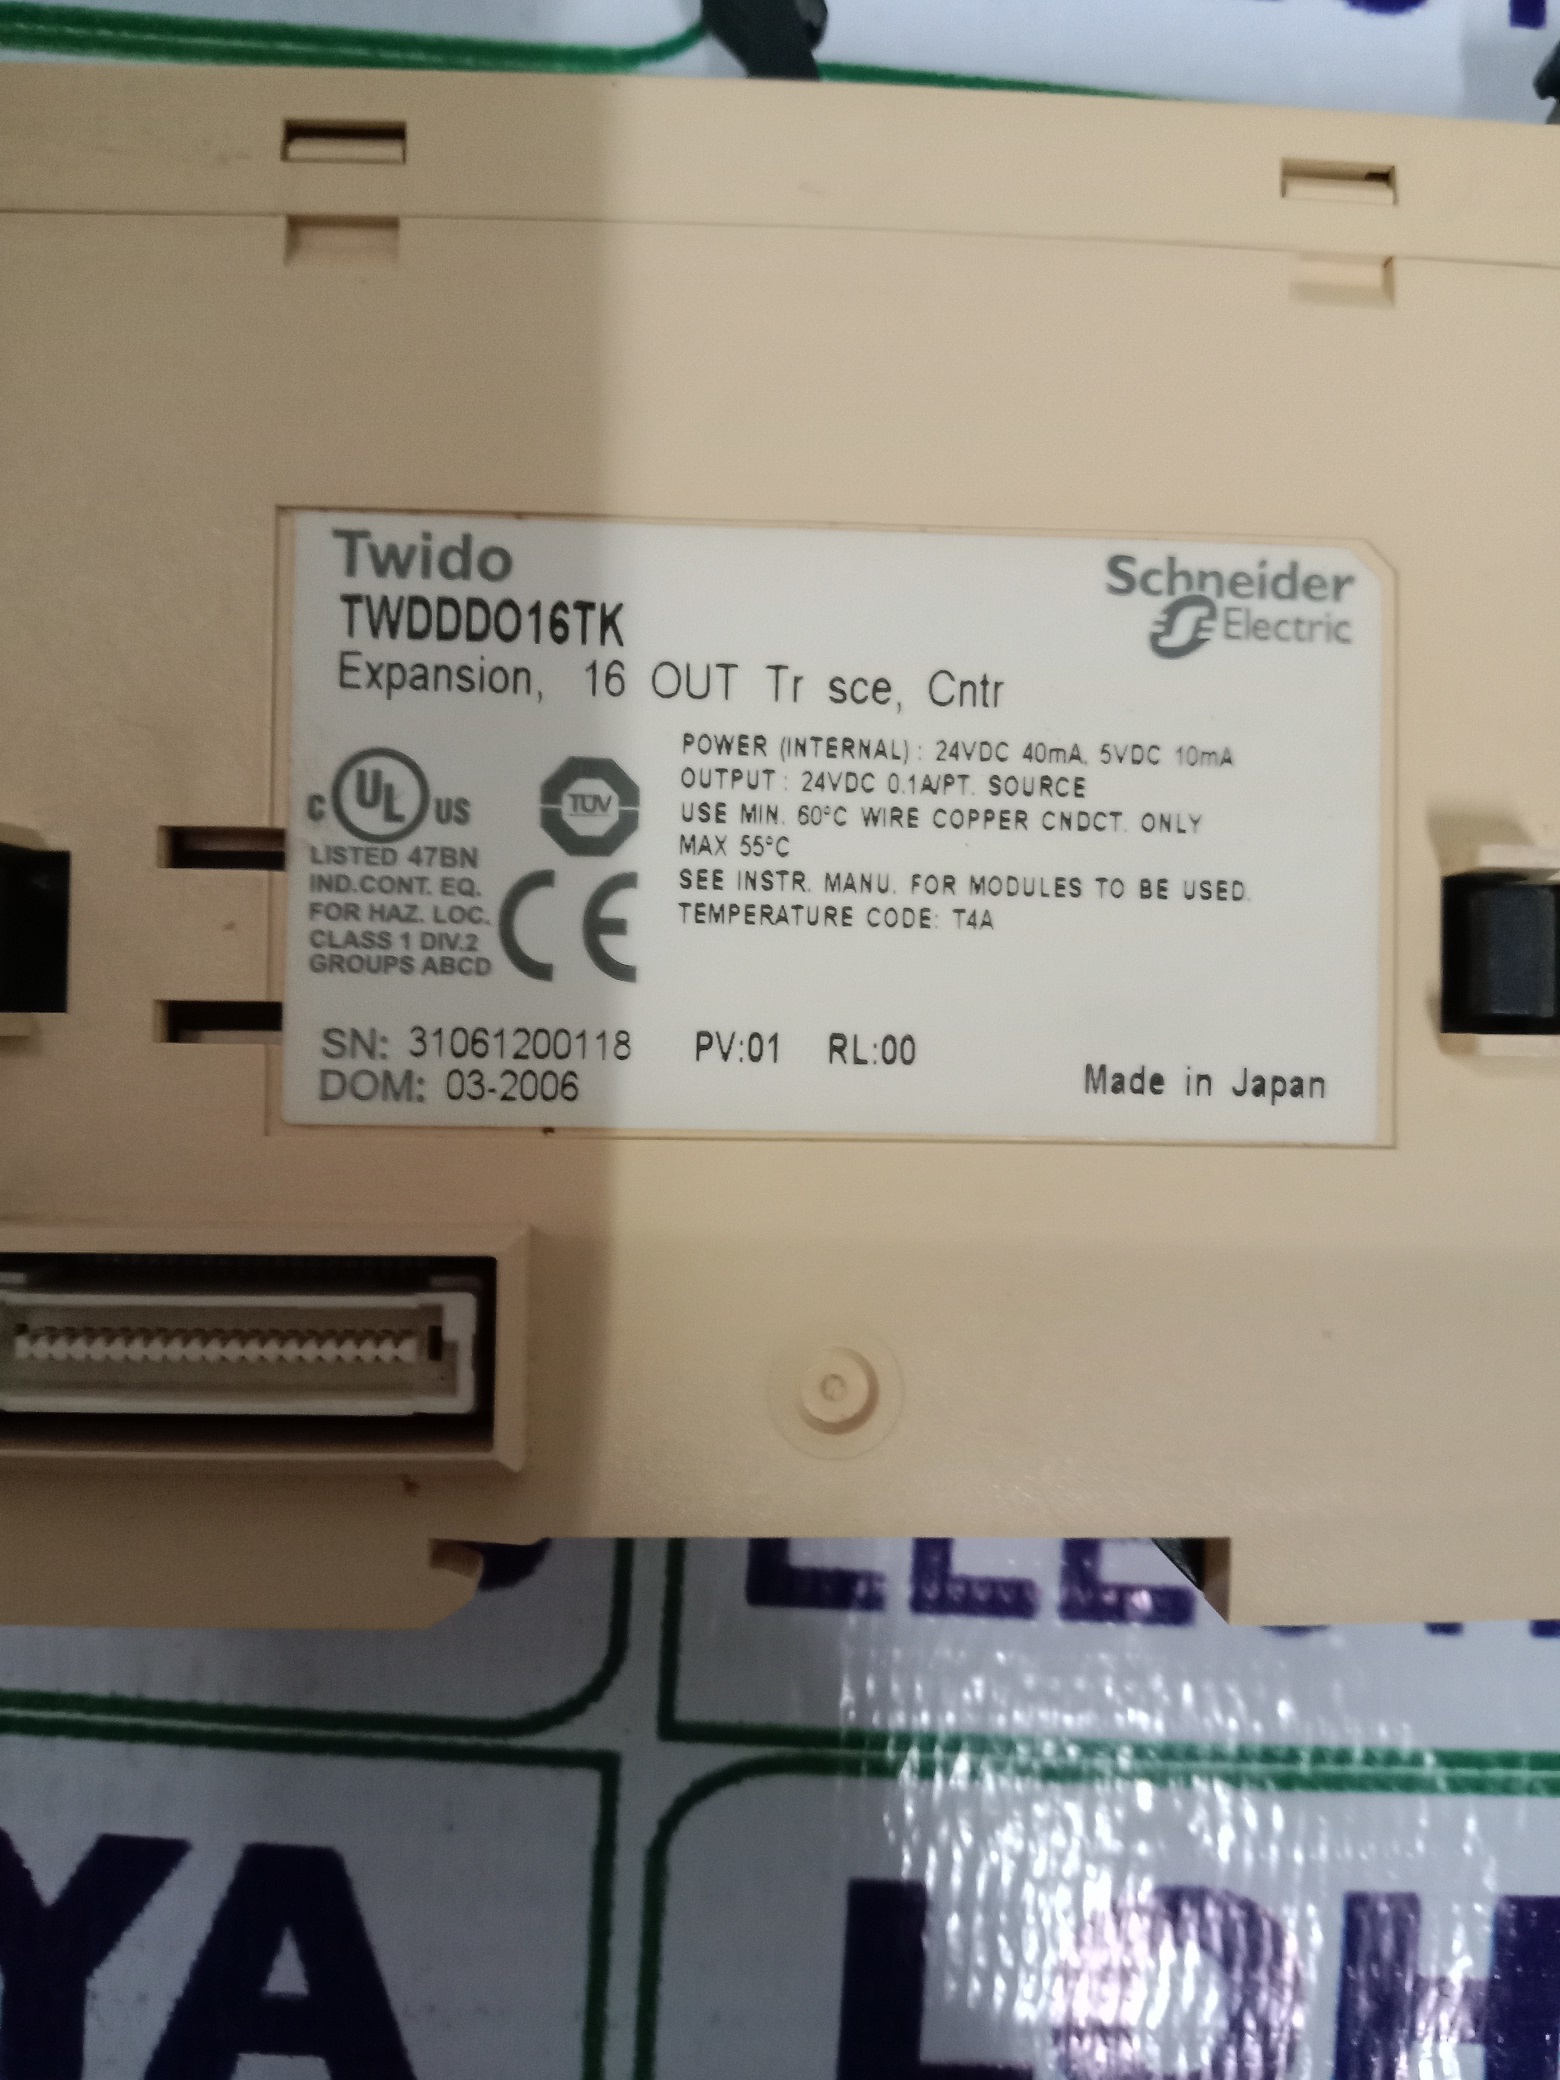 Twido
TWDDDO16TK
Expansion, 16 OUT Tr sce, Cntr
Schneider
Electric
POWER (INTERNAL) : 24VDC 40mA, 5VDC 10mA
OUTPUT : 24VDC 0.1A/PT. SOURCE
USE MIN. 60°C WIRE COPPER CNDCT. ONLY
MAX 55°C
SEE INSTR. MANU. FOR MODULES TO BE USED.
TEMPERATURE CODE: T4A
C UL US
LISTED 47BN
IND.CONT. EQ.
FOR HAZ. LOC.
CLASS 1 DIV.2
GROUPS ABCD
TÜV
CE
SN: 31061200118 PV:01 RL:00
DOM: 03-2006
Made in Japan
YA
LOH